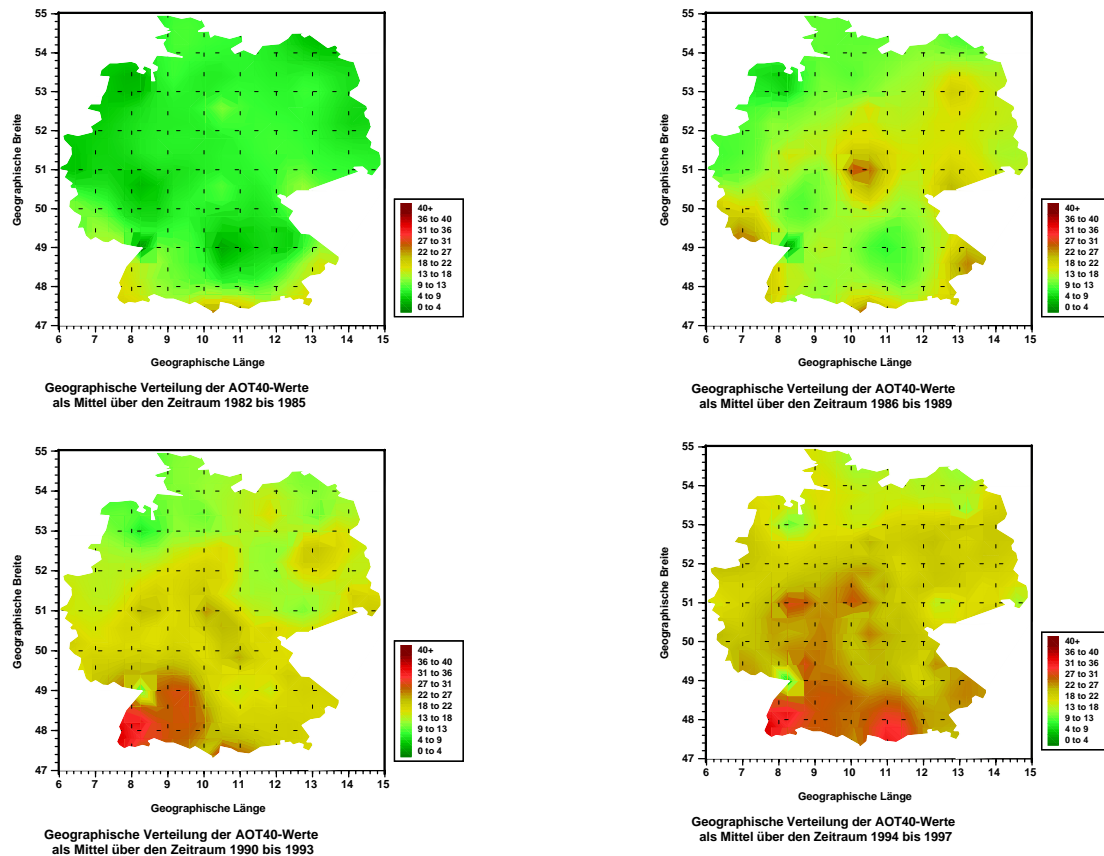 55
54
53
52
51
50
49
48
47
Geographische Breite
6 7 8 9 10 11 12 13 14 15
Geographische Länge
40+
36 to 40
31 to 36
27 to 31
22 to 27
18 to 22
13 to 18
9 to 13
4 to 9
0 to 4
Geographische Verteilung der AOT40-Werte
als Mittel über den Zeitraum 1982 bis 1985
55
54
53
52
51
50
49
48
47
Geographische Breite
6 7 8 9 10 11 12 13 14 15
Geographische Länge
40+
36 to 40
31 to 36
27 to 31
22 to 27
18 to 22
13 to 18
9 to 13
4 to 9
0 to 4
Geographische Verteilung der AOT40-Werte
als Mittel über den Zeitraum 1986 bis 1989
55
54
53
52
51
50
49
48
47
Geographische Breite
6 7 8 9 10 11 12 13 14 15
Geographische Länge
40+
36 to 40
31 to 36
27 to 31
22 to 27
18 to 22
13 to 18
9 to 13
4 to 9
0 to 4
Geographische Verteilung der AOT40-Werte
als Mittel über den Zeitraum 1990 bis 1993
55
54
53
52
51
50
49
48
47
Geographische Breite
6 7 8 9 10 11 12 13 14 15
Geographische Länge
40+
36 to 40
31 to 36
27 to 31
22 to 27
18 to 22
13 to 18
9 to 13
4 to 9
0 to 4
Geographische Verteilung der AOT40-Werte
als Mittel über den Zeitraum 1994 bis 1997